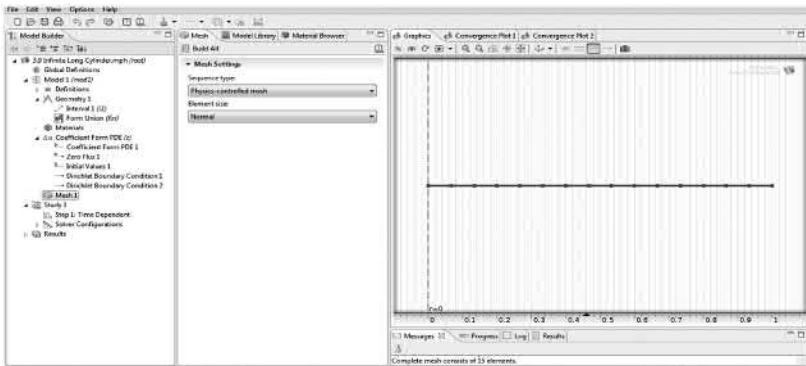 File Edit View Options Help
Model Builder
Mesh Model Library Material Browser
Graphics Convergence Plot 1 Convergence Plot 2
Build All
3.0 Infinite Long Cylinder.mph (root)
Global Definitions
Model 1 (mod1)
Definitions
Geometry 1
Interval 1 (i1)
Form Union (fin)
Materials
Coefficient Form PDE (c)
Coefficient Form PDE 1
Zero Flux 1
Initial Values 1
Dirichlet Boundary Condition 1
Dirichlet Boundary Condition 2
Mesh 1
Study 1
Step 1: Time Dependent
Solver Configurations
Results
Mesh Settings
Sequence type:
Physics-controlled mesh
Element size:
Normal
r=0
0 0.1 0.2 0.3 0.4 0.5 0.6 0.7 0.8 0.9 1
Messages Progress Log Results
Complete mesh consists of 15 elements.